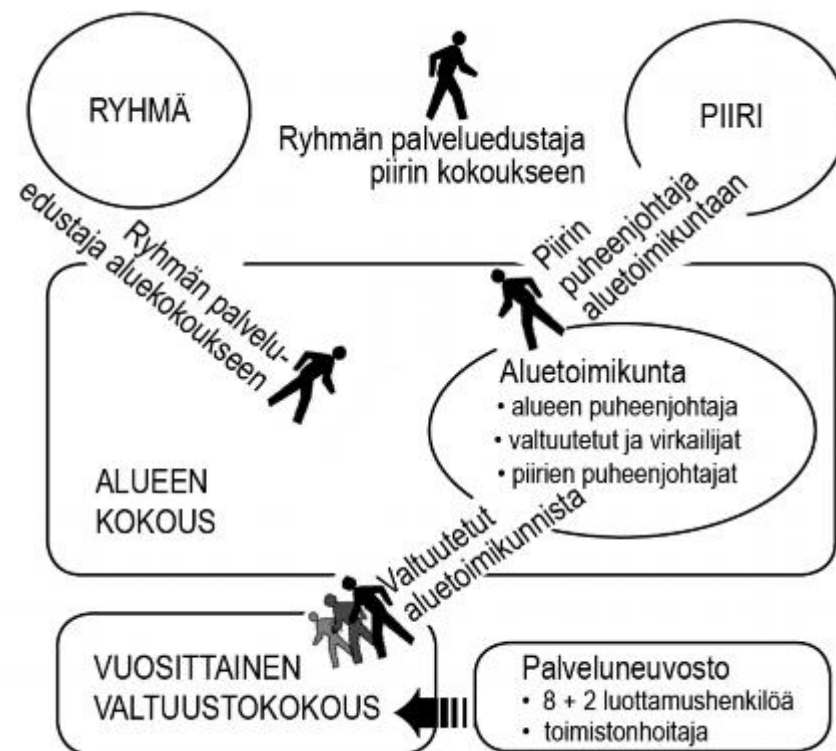 RYHMÄ
Ryhmän palveluedustaja
piirin kokoukseen
PIIRI
Ryhmän palvelu-
edustaja aluekokoukseen
Piirin
puheenjohtaja
aluetoimikuntaan
Aluetoimikunta
• alueen puheenjohtaja
• valtuutetut ja virkailijat
• piirien puheenjohtajat
ALUEEN
KOKOUS
Valtuutetut
aluetoimikunnista
VUOSITTAINEN
VALTUUSTOKOKOUS
Palveluneuvosto
• 8 + 2 luottamushenkilöä
• toimistonhoitaja